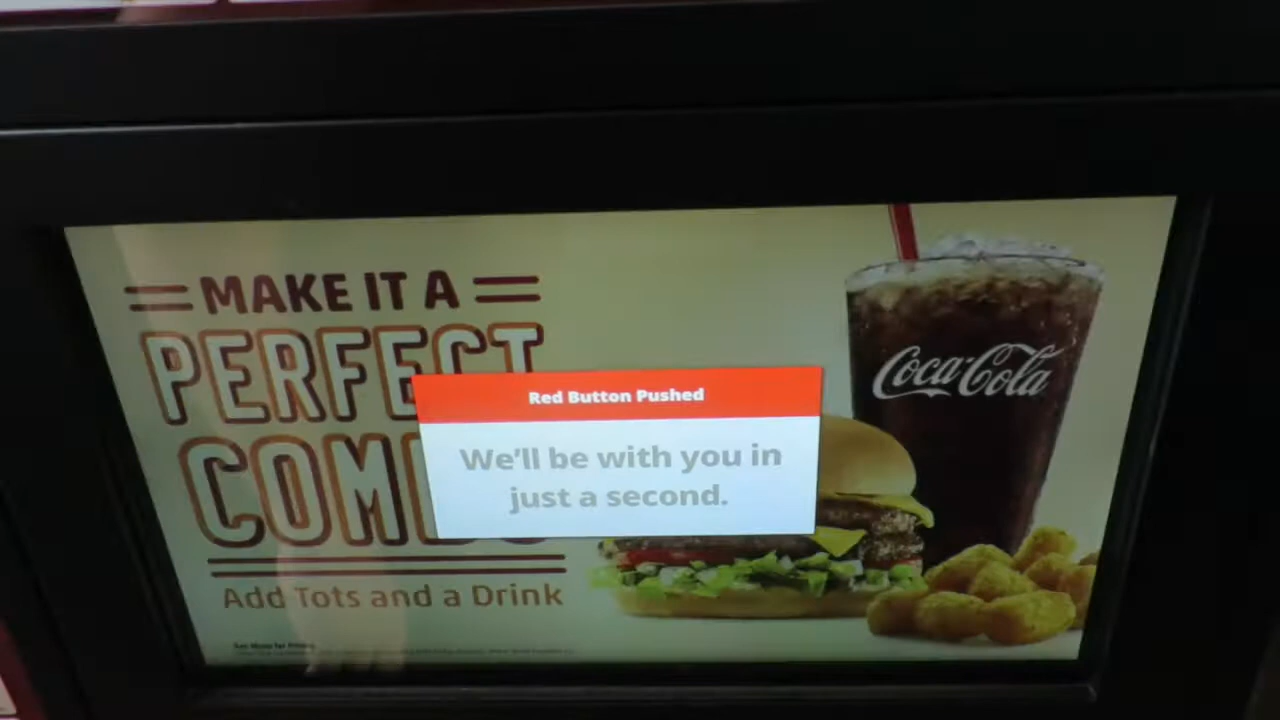 MAKE IT A
PERFECT
Red Button Pushed
We'll be with you in
just a second.
Add Tots and a Drink
Coca-Cola